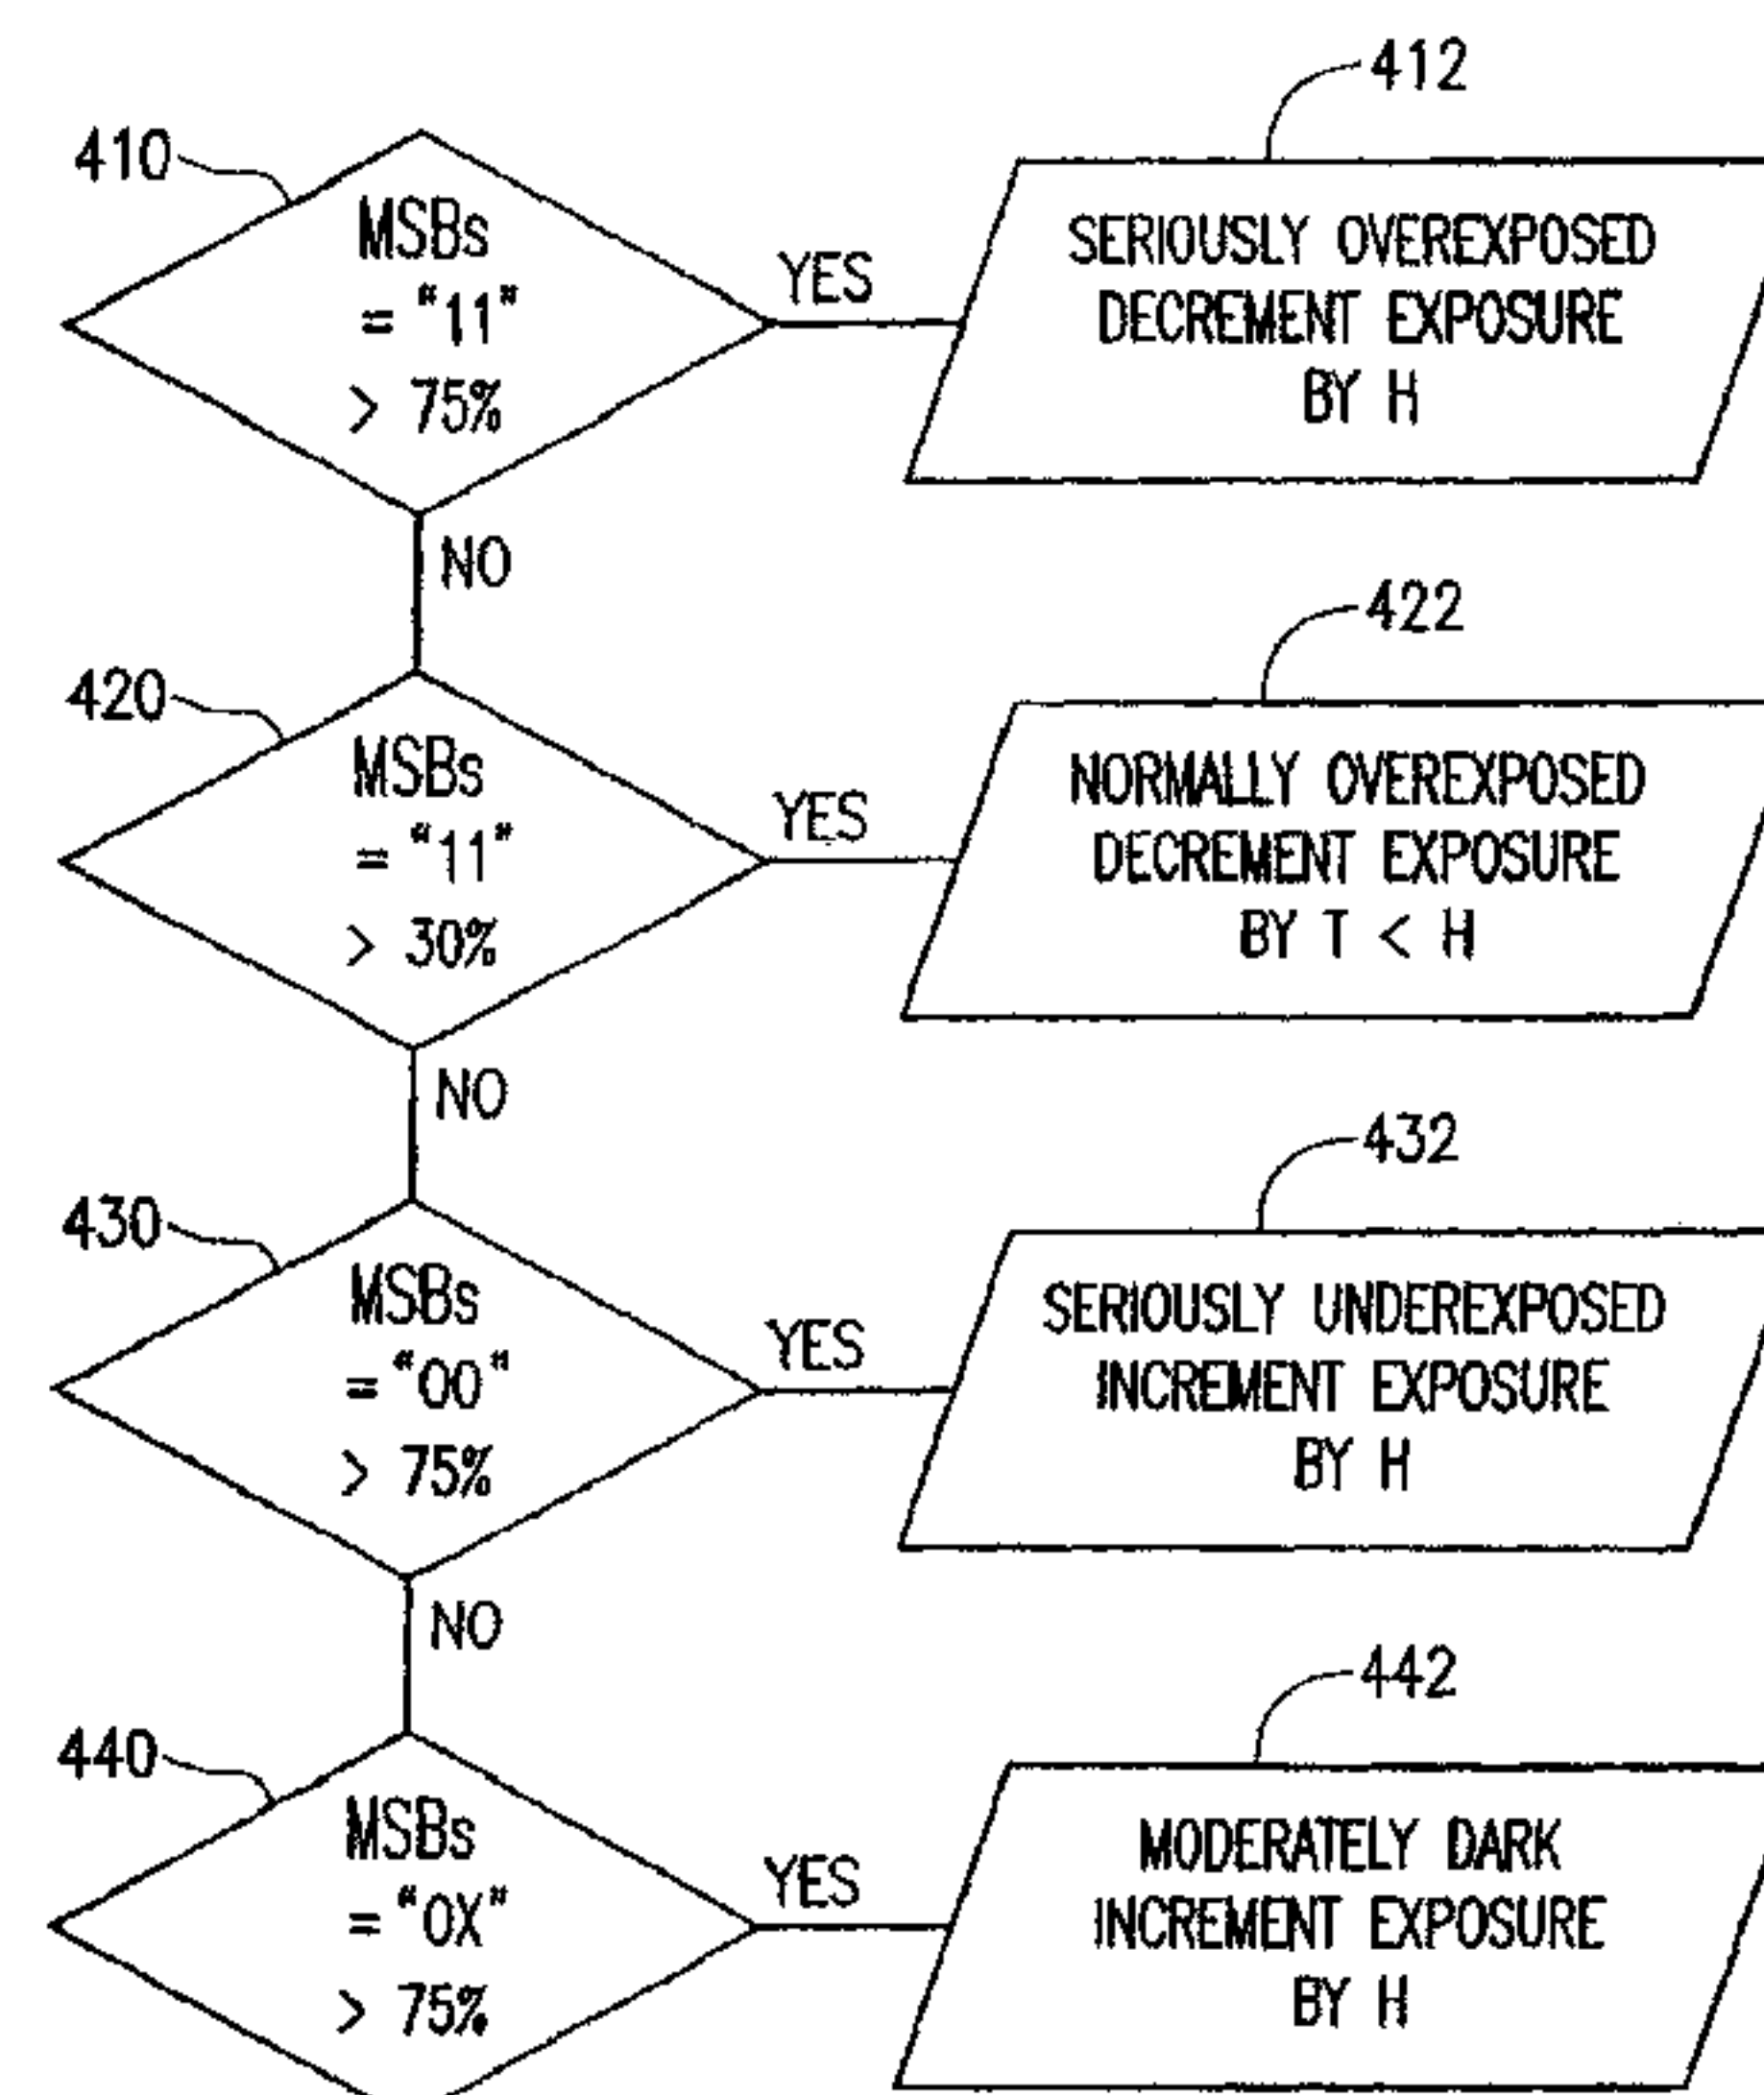 412
410
MSBs
= "11"
> 75%
YES
SERIOUSLY OVEREXPOSED
DECREMENT EXPOSURE
BY H
NO
422
420
MSBs
= "11"
> 30%
YES
NORMALLY OVEREXPOSED
DECREMENT EXPOSURE
BY T < H
NO
432
430
MSBs
= "00"
> 75%
YES
SERIOUSLY UNDEREXPOSED
INCREMENT EXPOSURE
BY H
NO
442
440
MSBs
= "0X"
> 75%
YES
MODERATELY DARK
INCREMENT EXPOSURE
BY H